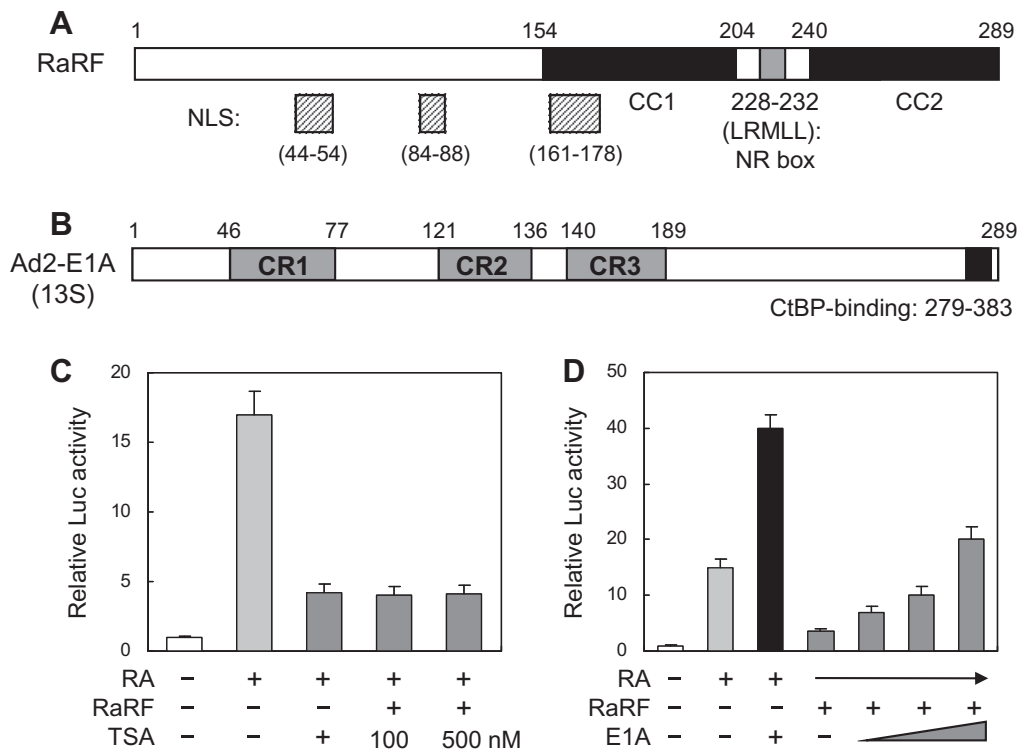 A
1 154 204 240 289
RaRF
NLS:
CC1
228-232
CC2
(44-54) (84-88) (161-178)
(LRMLL):
NR box
B
1 46 77 121 136 140 189 289
Ad2-E1A
(13S)
CR1 CR2 CR3
CtBP-binding: 279-383
C
Relative Luc activity
20
15
10
5
0
RA − + + + +
RaRF − − − + +
TSA − − + 100 500 nM
D
Relative Luc activity
50
40
30
20
10
0
RA − + +
RaRF − − − + + + +
E1A − − + −